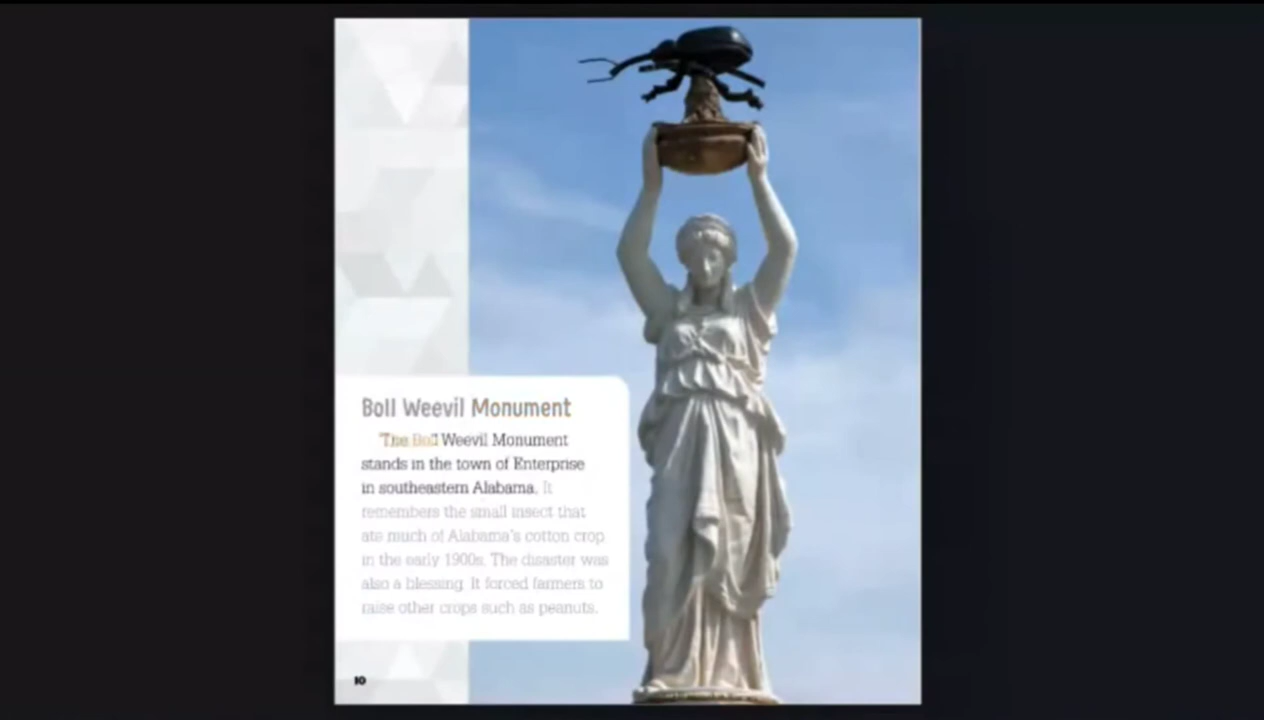 Boll Weevil Monument
The Boll Weevil Monument
stands in the town of Enterprise
in southeastern Alabama. It
remembers the small insect that
ate much of Alabama's cotton crop
in the early 1900s. The disaster was
also a blessing. It forced farmers to
raise other crops such as peanuts.
10